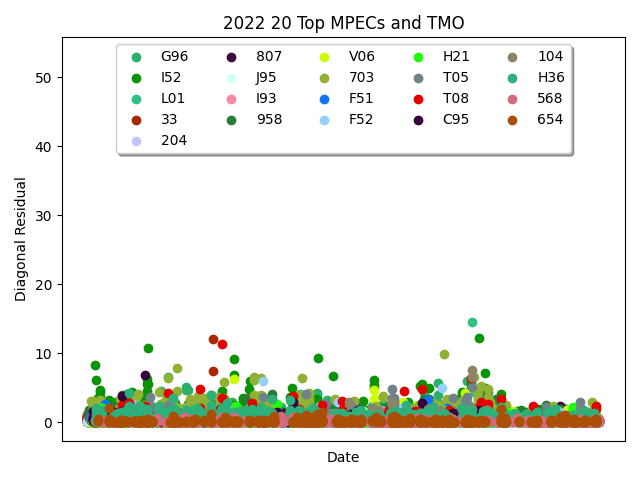 2022 20 Top MPECs and TMO
G96 807 V06 H21 104
I52 J95 703 T05 H36
L01 I93 F51 T08 568
33 958 F52 C95 654
204
50
40
30
20
10
0
Diagonal Residual
Date